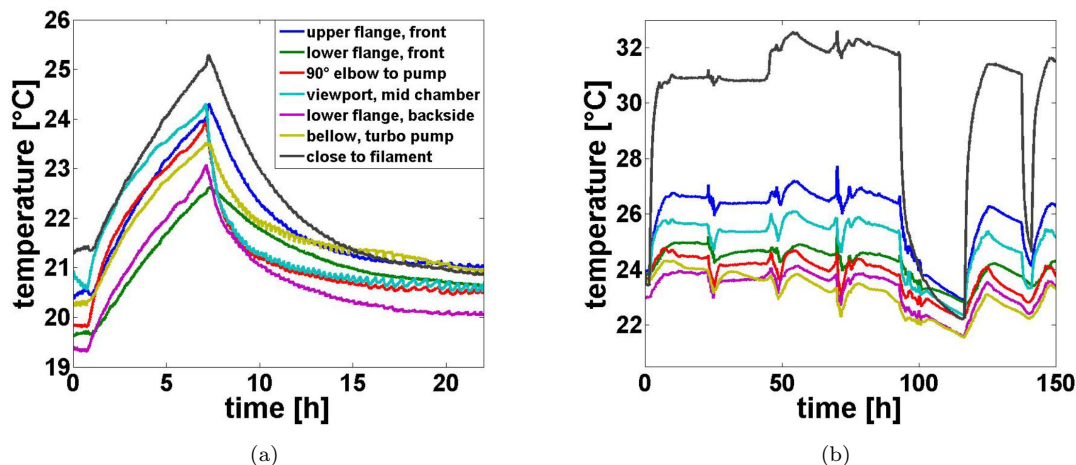 26
25
24
23
22
21
20
19
0
5
10
15
20
temperature [°C]
time [h]
upper flange, front
lower flange, front
90° elbow to pump
viewport, mid chamber
lower flange, backside
bellow, turbo pump
close to filament
(a)
32
30
28
26
24
22
0
50
100
150
temperature [°C]
time [h]
(b)